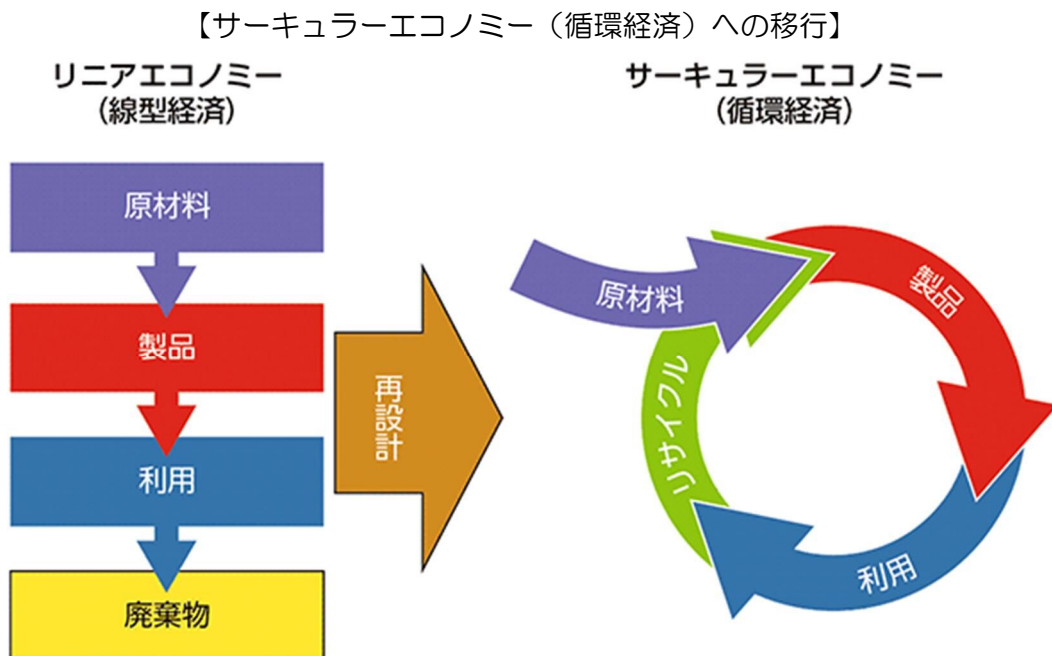 【サーキュラーエコノミー（循環経済）への移行】
リニアエコノミー
（線型経済）
原材料
製品
利用
廃棄物
再設計
サーキュラーエコノミー
（循環経済）
原材料
製品
利用
リサイクル